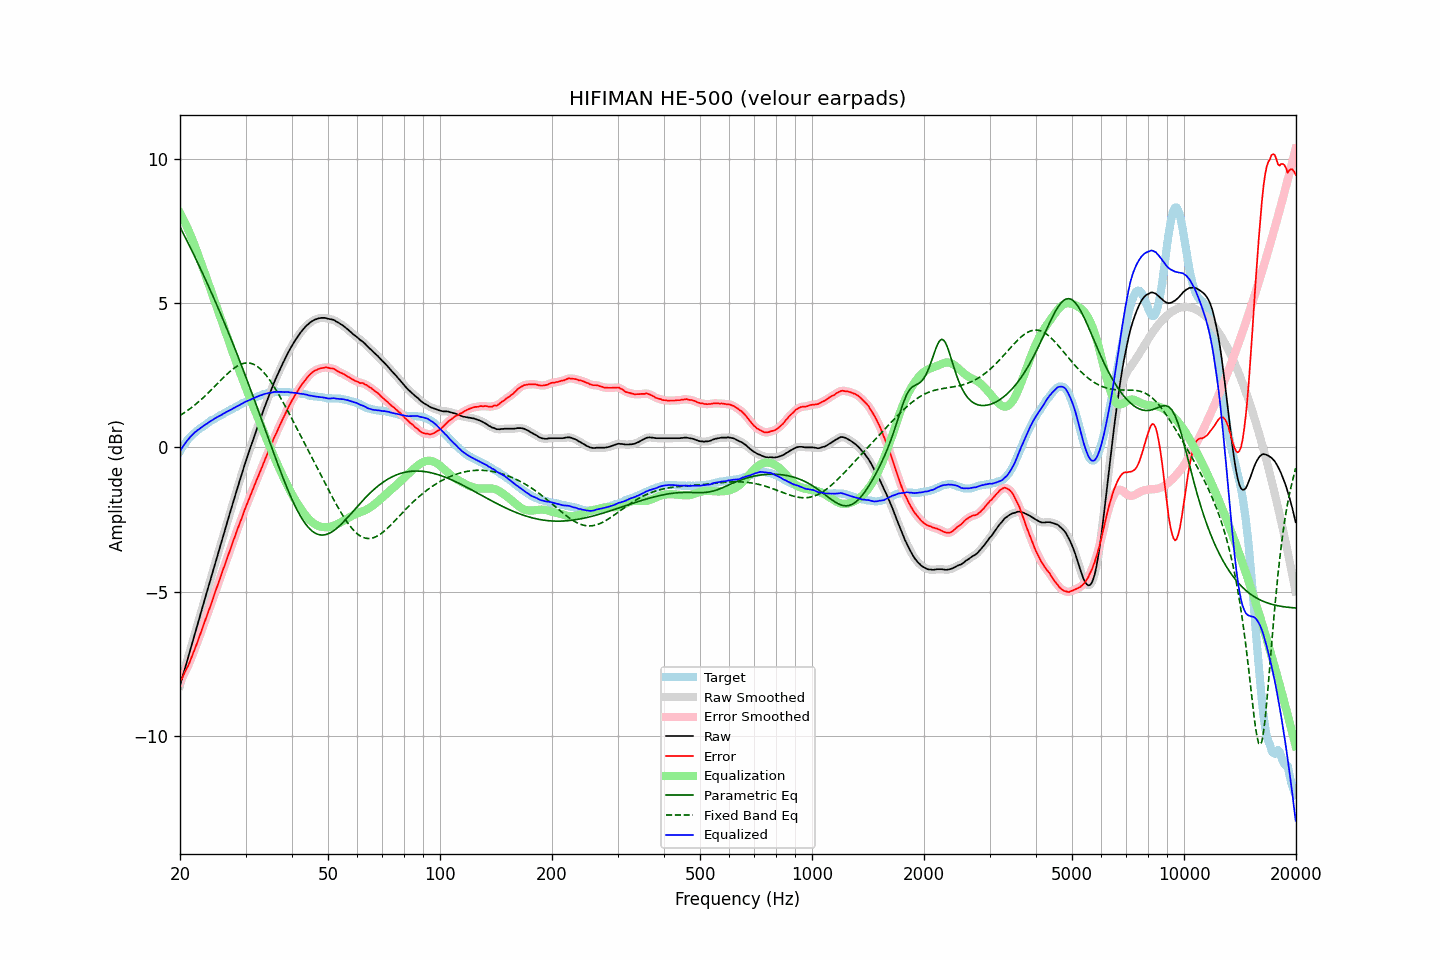 HIFIMAN HE-500 (velour earpads)
Amplitude (dBr)
10
5
0
−5
−10
Target
Raw Smoothed
Error Smoothed
Raw
Error
Equalization
Parametric Eq
Fixed Band Eq
Equalized
20 50 100 200 500 1000 2000 5000 10000 20000
Frequency (Hz)